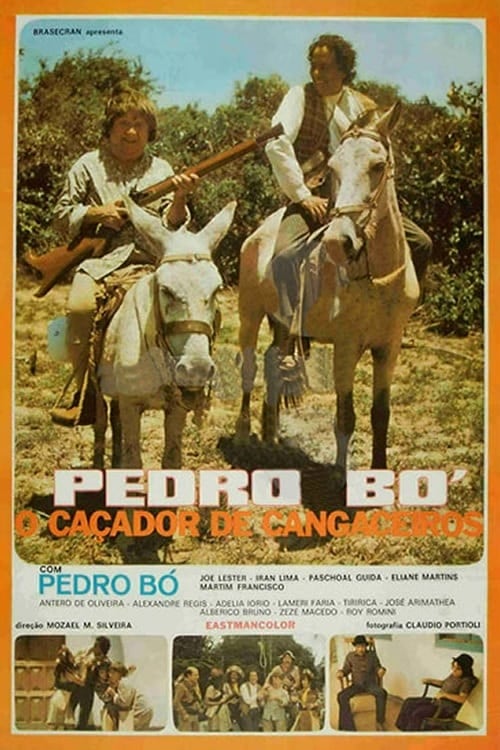 BRASECRAN apresenta
PEDRO BO'
O CAÇADOR DE CANGACEIROS
COM
PEDRO BÓ
JOE LESTER - IRAN LIMA - PASCHOAL GUIDA - ELIANE MARTINS
MARTIM FRANCISCO
ANTERO DE OLIVEIRA - ALEXANDRE REGIS - ADELIA IORIO - LAMERI FARIA - TIRIRICA - JOSÉ ARIMATHEA
ALBERICO BRUNO - ZEZE MACEDO - ROY ROMINI
direção MOZAEL M. SILVEIRA
EASTMANCOLOR
fotografia CLAUDIO PORTIOLI